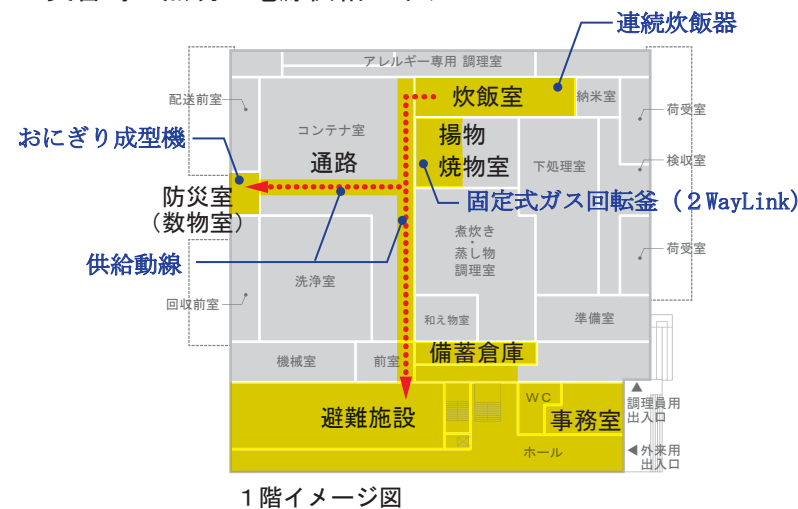 連続炊飯器
アレルギー専用 調理室
配送前室
炊飯室
納米室
荷受室
おにぎり成型機
コンテナ室
揚物
焼物室
下処理室
検収室
通路
防災室
(数物室)
固定式ガス回転釜(2WayLink)
煮炊き
・
蒸し物
調理室
荷受室
供給動線
洗浄室
回収前室
和え物室
準備室
機械室
前室
備蓄倉庫
WC
調理員用
出入口
避難施設
事務室
ホール
外来用
出入口
1階イメージ図